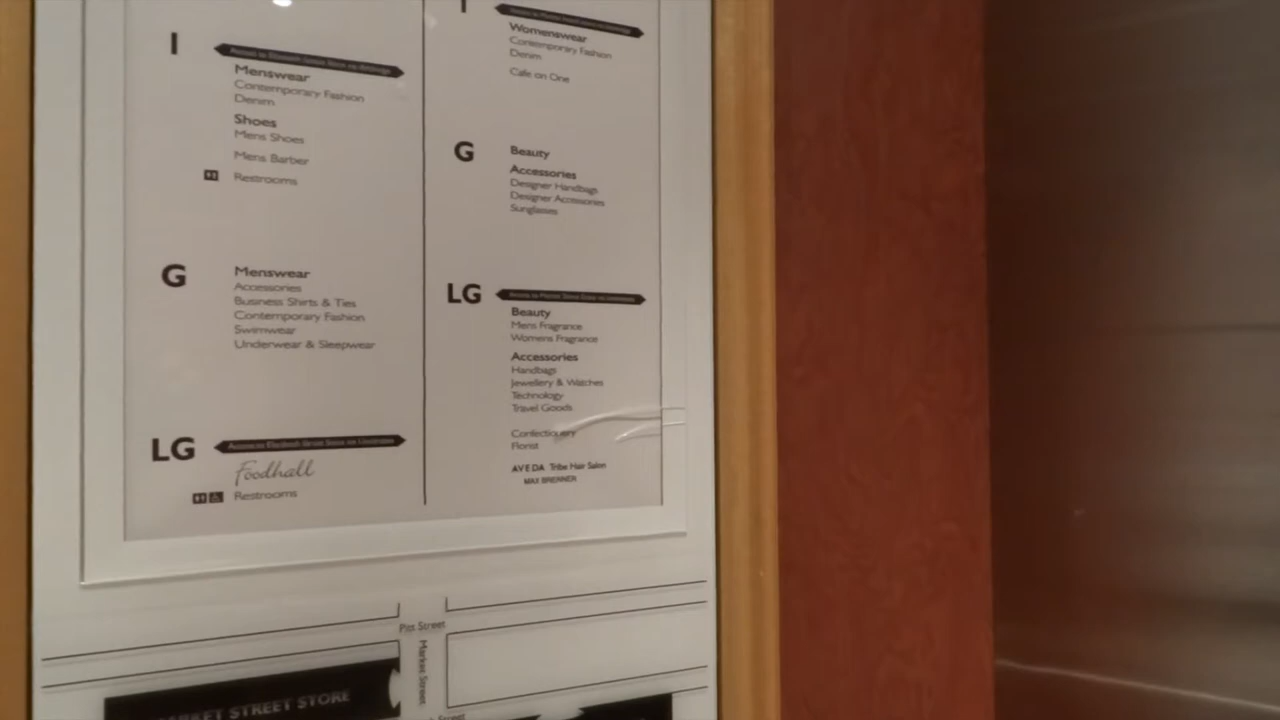 1
Menswear
Contemporary Fashion
Denim
Shoes
Mens Shoes
Mens Barber
Restrooms
G
Menswear
Accessories
Business Shirts & Ties
Contemporary Fashion
Swimwear
Underwear & Sleepwear
LG
Foodhall
Restrooms
1
Womenswear
Contemporary Fashion
Denim
Cafe on One
G
Beauty
Accessories
Designer Handbags
Designer Accessories
Sunglasses
LG
Beauty
Mens Fragrance
Womens Fragrance
Accessories
Handbags
Jewellery & Watches
Technology
Travel Goods
Confectionery
Florist
AVEDA Tribe Hair Salon
MAX BRENNER
Pitt Street
Market Street
MARKET STREET STORE
Street